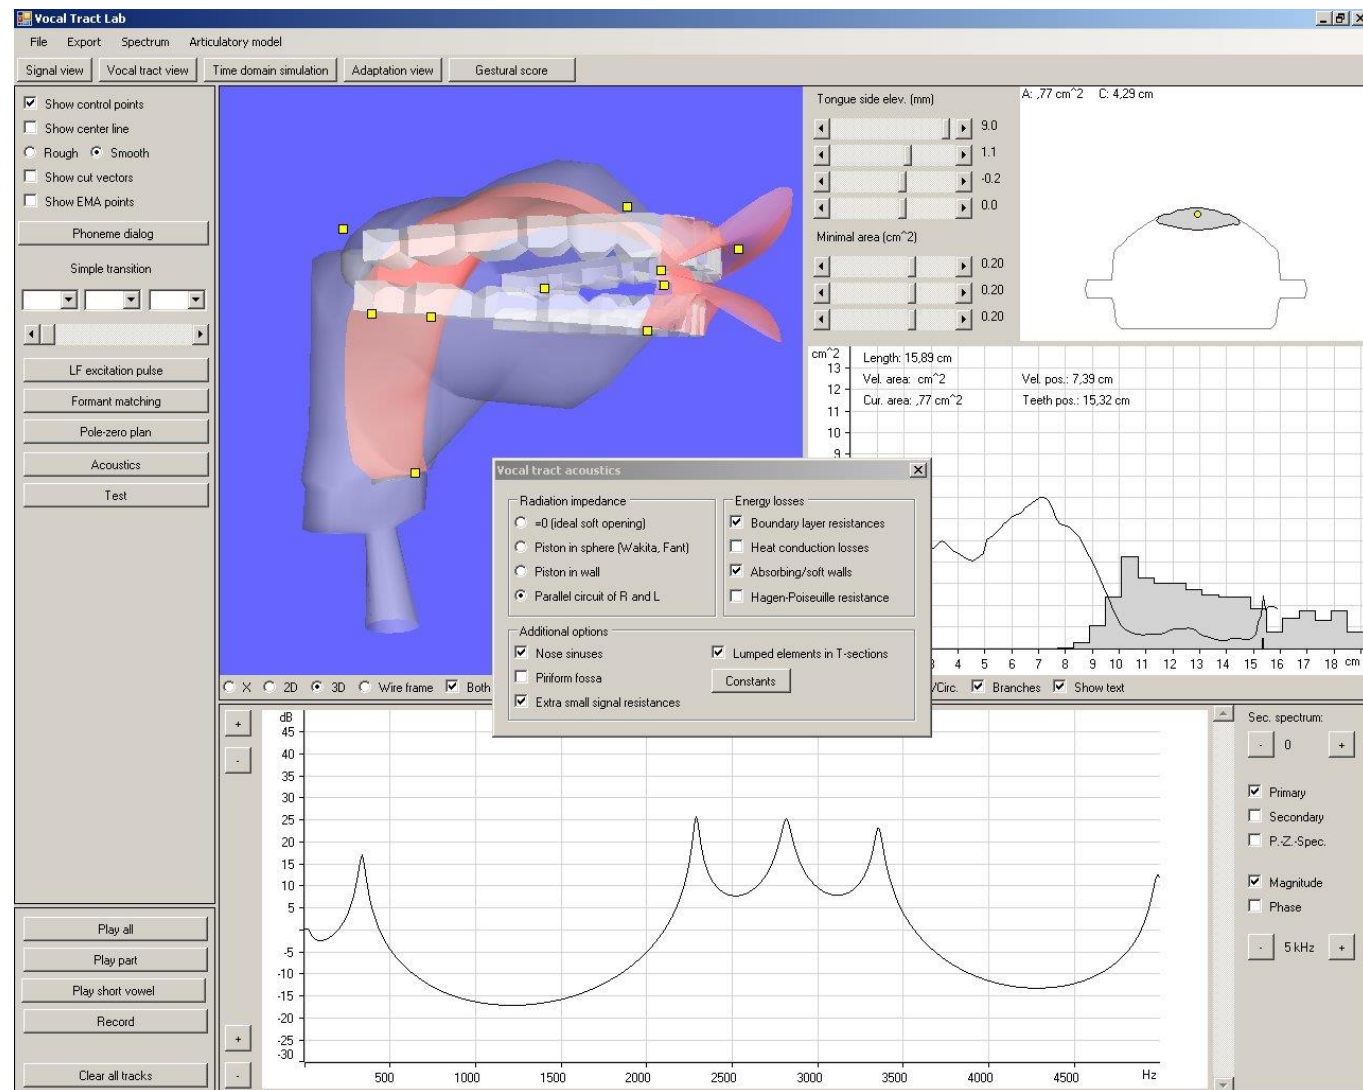 Vocal Tract Lab
File Export Spectrum Articulatory model
Signal view Vocal tract view Time domain simulation Adaptation view Gestural score
Show control points
Show center line
Rough Smooth
Show cut vectors
Show EMA points
Phoneme dialog
Simple transition
LF excitation pulse
Formant matching
Pole-zero plan
Acoustics
Test
Tongue side elev. (mm)
9.0
1.1
-0.2
0.0
Minimal area (cm^2)
0.20
0.20
0.20
A: ,77 cm^2 C: 4,29 cm
cm^2
13
12
11
10
9
Length: 15,89 cm
Vel. area: cm^2 Vel. pos.: 7,39 cm
Cur. area: ,77 cm^2 Teeth pos.: 15,32 cm
3 4 5 6 7 8 9 10 11 12 13 14 15 16 17 18 cm
Vocal tract acoustics
Radiation impedance
=0 (ideal soft opening)
Piston in sphere (Wakita, Fant)
Piston in wall
Parallel circuit of R and L
Energy losses
Boundary layer resistances
Heat conduction losses
Absorbing/soft walls
Hagen-Poiseuille resistance
Additional options
Nose sinuses
Piriform fossa
Extra small signal resistances
Lumped elements in T-sections
Constants
X 2D 3D Wire frame Both
/Circ. Branches Show text
+
-
dB
45
40
35
30
25
20
15
10
5
-5
-10
-15
-20
-25
-30
+
-
500 1000 1500 2000 2500 3000 3500 4000 4500 Hz
Sec. spectrum:
- 0 +
Primary
Secondary
P.-Z.-Spec.
Magnitude
Phase
- 5 kHz +
Play all
Play part
Play short vowel
Record
Clear all tracks